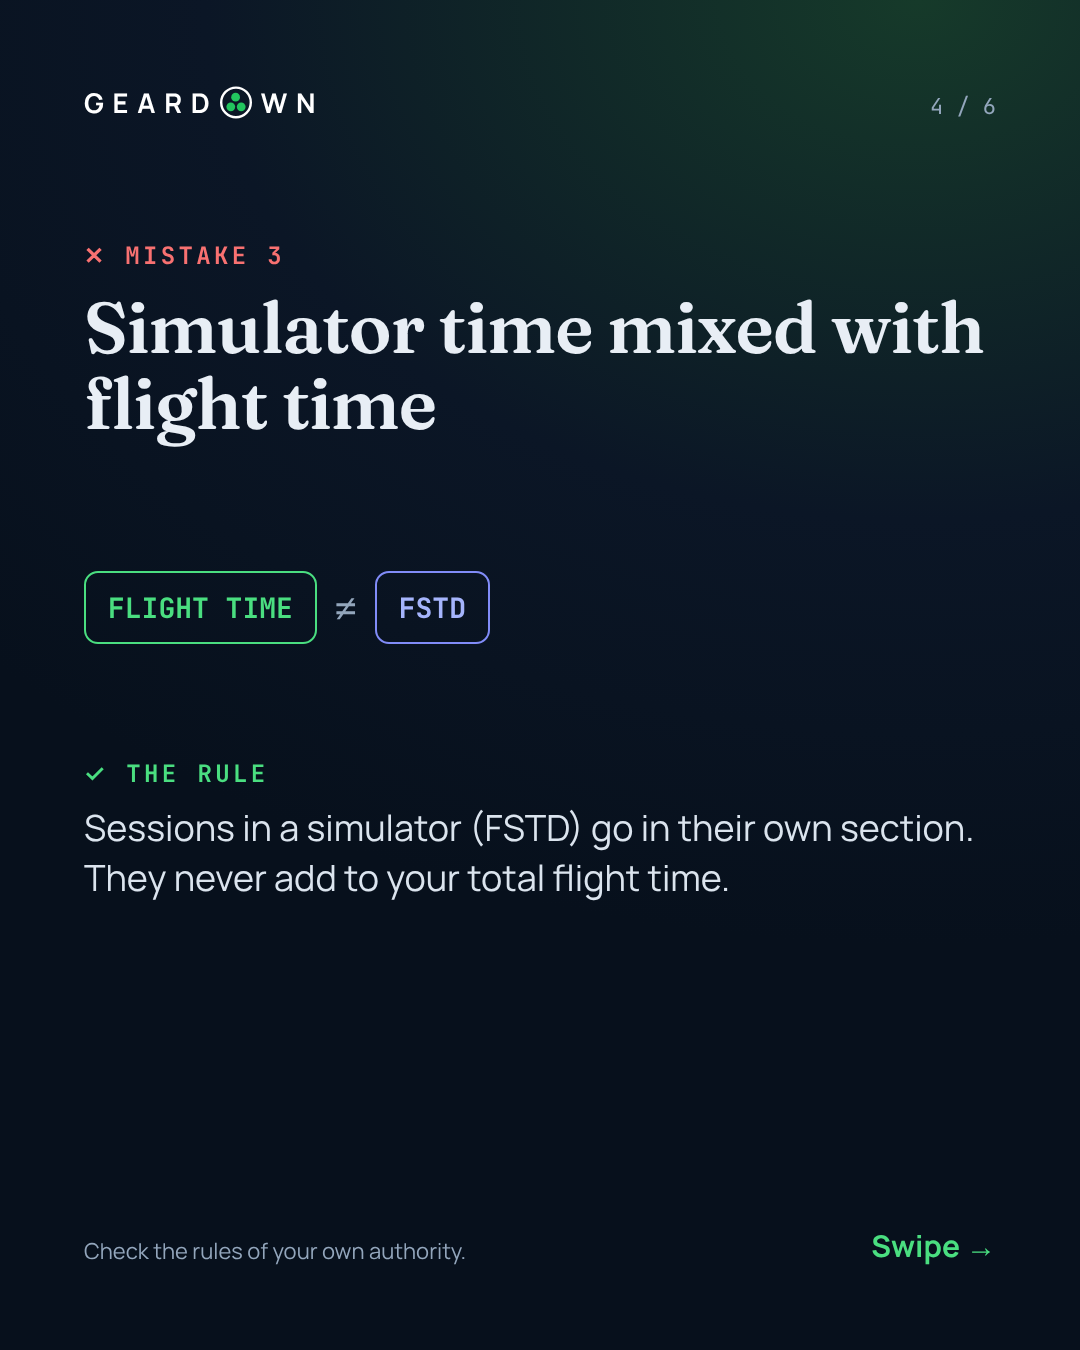 GEARDOWN
4 / 6
✕ MISTAKE 3
Simulator time mixed with
flight time
FLIGHT TIME ≠ FSTD
✓ THE RULE
Sessions in a simulator (FSTD) go in their own section.
They never add to your total flight time.
Check the rules of your own authority.
Swipe →